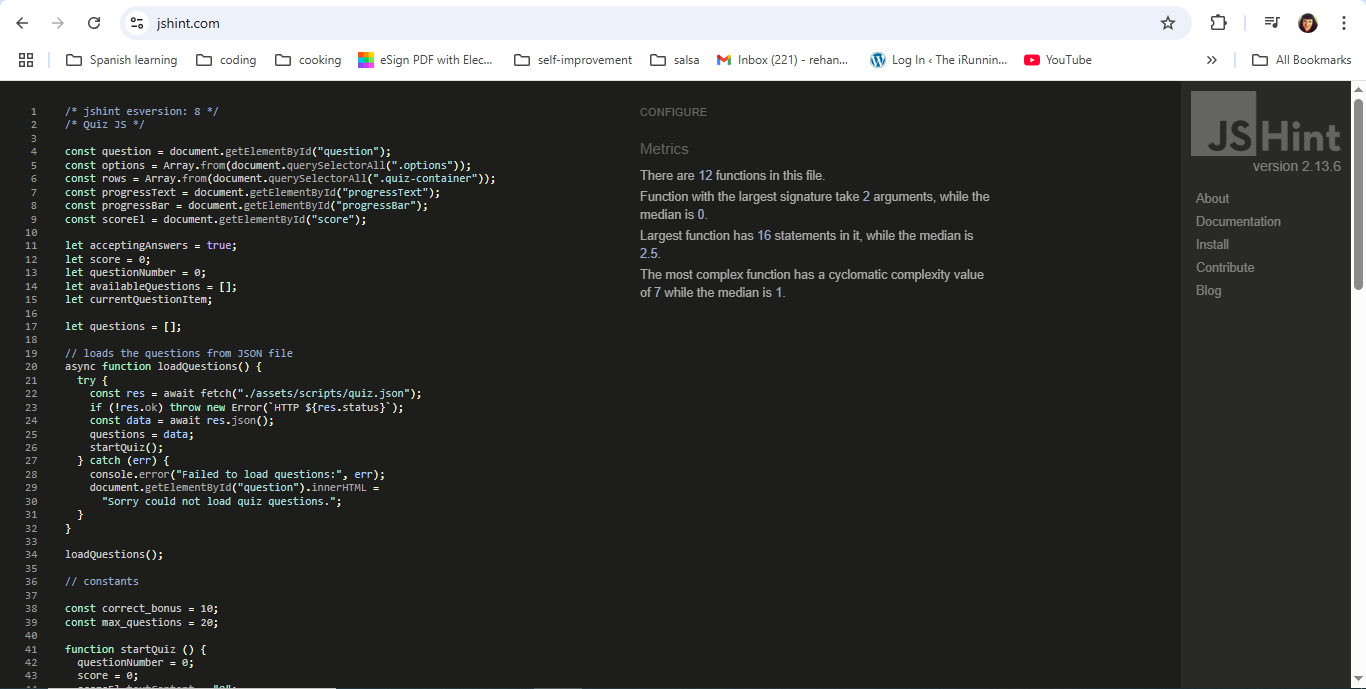 jshint.com
Spanish learning
coding
cooking
eSign PDF with Elec...
self-improvement
salsa
Inbox (221) - rehan...
Log In ‹ The iRunnin...
YouTube
»
All Bookmarks
1 /* jshint esversion: 8 */
2 /* Quiz JS */
3
4 const question = document.getElementById("question");
5 const options = Array.from(document.querySelectorAll(".options"));
6 const rows = Array.from(document.querySelectorAll(".quiz-container"));
7 const progressText = document.getElementById("progressText");
8 const progressBar = document.getElementById("progressBar");
9 const scoreEl = document.getElementById("score");
10
11 let acceptingAnswers = true;
12 let score = 0;
13 let questionNumber = 0;
14 let availableQuestions = [];
15 let currentQuestionItem;
16
17 let questions = [];
18
19 // loads the questions from JSON file
20 async function loadQuestions() {
21 try {
22 const res = await fetch("./assets/scripts/quiz.json");
23 if (!res.ok) throw new Error(`HTTP ${res.status}`);
24 const data = await res.json();
25 questions = data;
26 startQuiz();
27 } catch (err) {
28 console.error("Failed to load questions:", err);
29 document.getElementById("question").innerHTML =
30 "Sorry could not load quiz questions.";
31 }
32 }
33
34 loadQuestions();
35
36 // constants
37
38 const correct_bonus = 10;
39 const max_questions = 20;
40
41 function startQuiz () {
42 questionNumber = 0;
43 score = 0;
CONFIGURE
Metrics
There are 12 functions in this file.
Function with the largest signature take 2 arguments, while the
median is 0.
Largest function has 16 statements in it, while the median is
2.5.
The most complex function has a cyclomatic complexity value
of 7 while the median is 1.
JSHint
version 2.13.6
About
Documentation
Install
Contribute
Blog